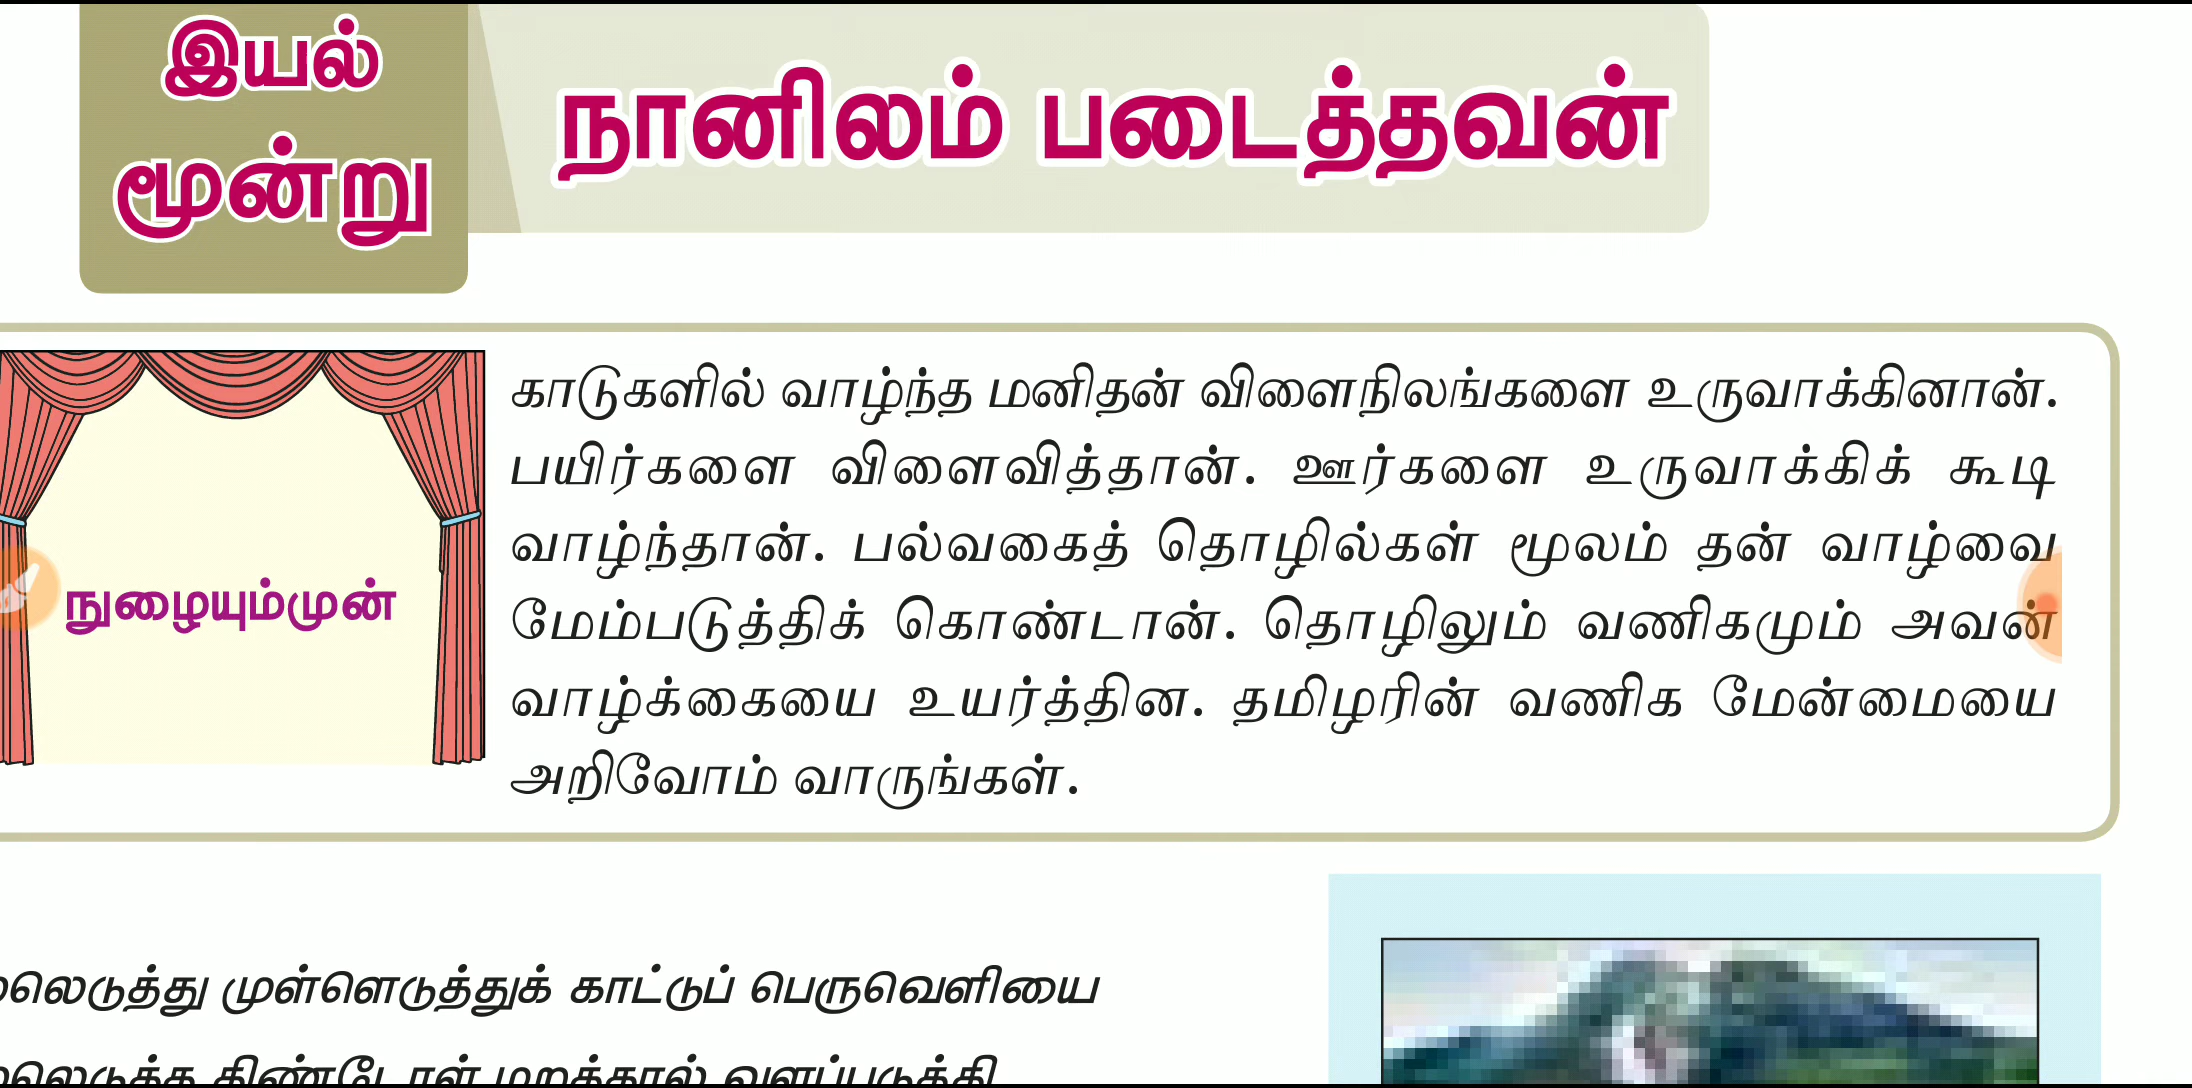 இயல்
மூன்று
நானிலம் படைத்தவன்
நுழையும்முன்
காடுகளில் வாழ்ந்த மனிதன் விளைநிலங்களை உருவாக்கினான்.
பயிர்களை விளைவித்தான். ஊர்களை உருவாக்கிக் கூடி
வாழ்ந்தான். பல்வகைத் தொழில்கள் மூலம் தன் வாழ்வை
மேம்படுத்திக் கொண்டான். தொழிலும் வணிகமும் அவன்
வாழ்க்கையை உயர்த்தின. தமிழரின் வணிக மேன்மையை
அறிவோம் வாருங்கள்.
முள்ளெடுத்துக் காட்டுப் பெருவெளியை